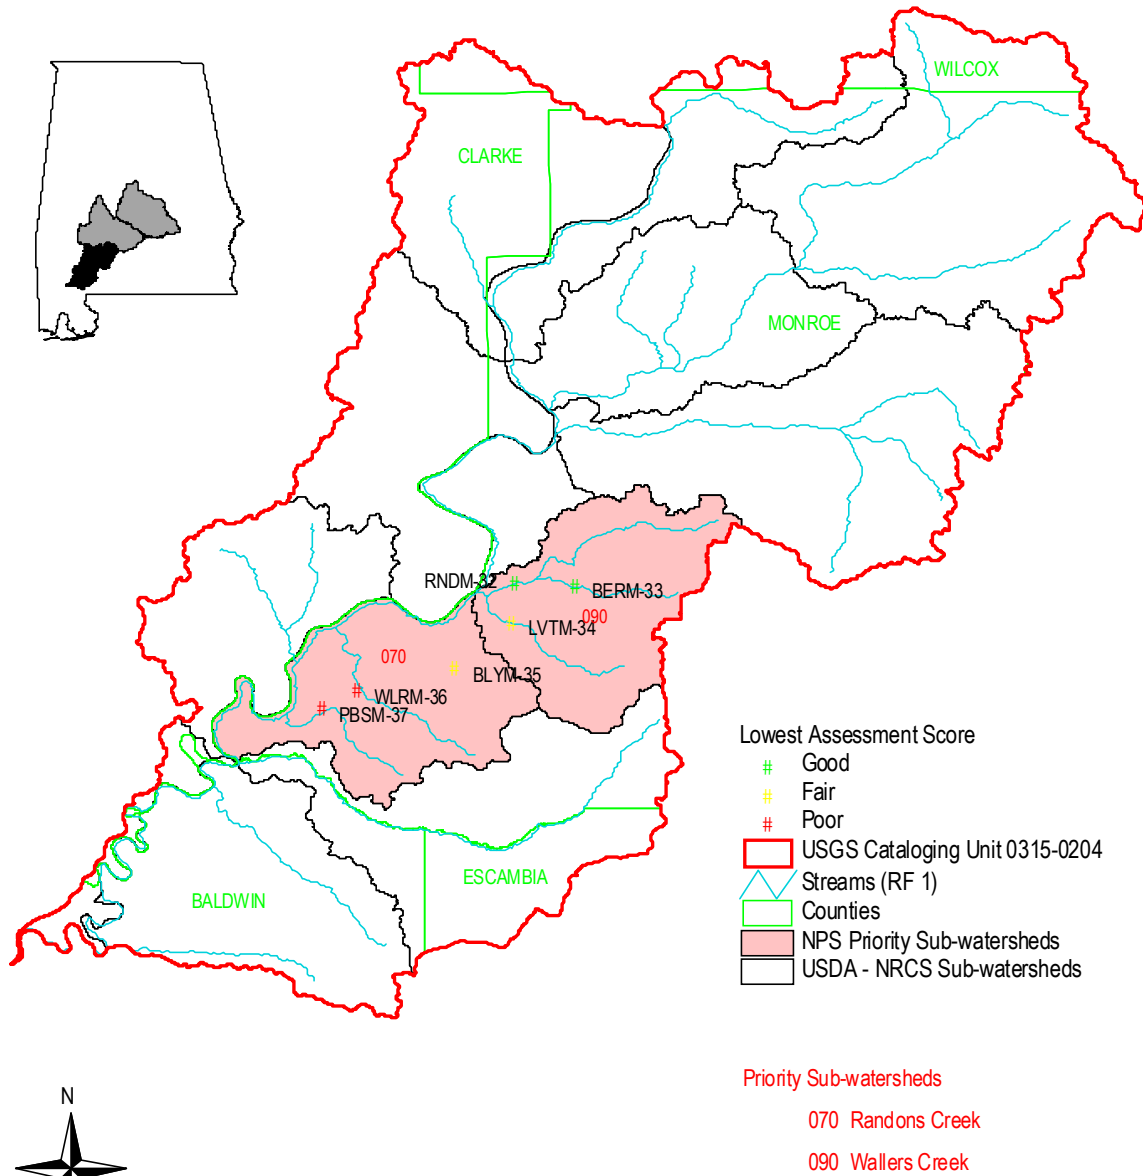 WILCOX
CLARKE
MONROE
RNDM-32
BERM-33
090
LVTM-34
070
BLYM-35
WLRM-36
PBSM-37
Lowest Assessment Score
# Good
# Fair
# Poor
USGS Cataloging Unit 0315-0204
Streams (RF 1)
Counties
NPS Priority Sub-watersheds
USDA - NRCS Sub-watersheds
ESCAMBIA
BALDWIN
Priority Sub-watersheds
070 Randons Creek
090 Wallers Creek
N